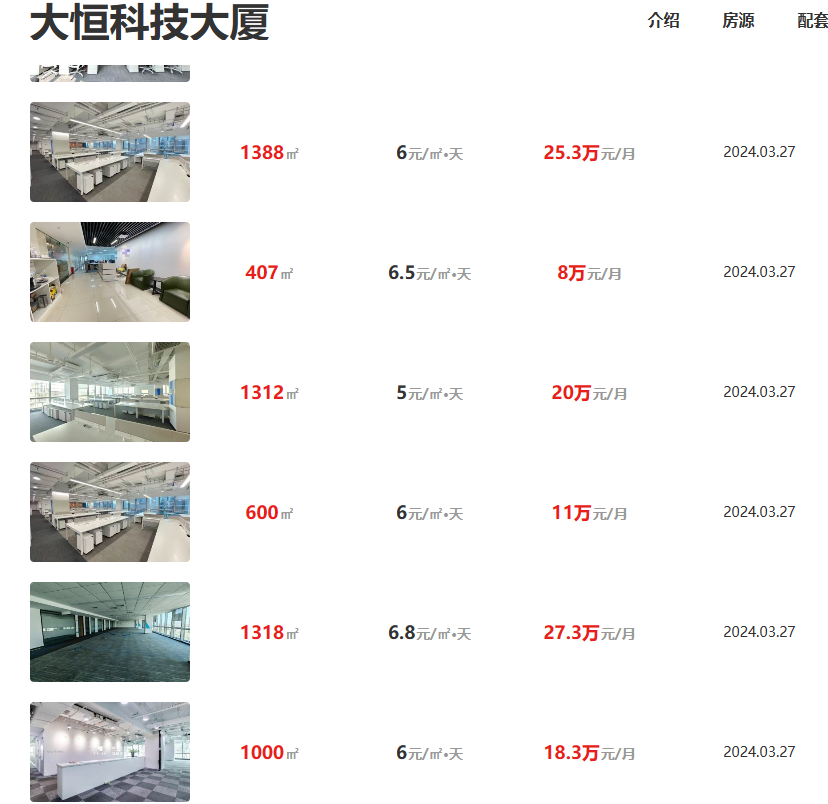 大恒科技大厦 介绍 房源 配套
1388㎡ 6元/㎡•天 25.3万元/月 2024.03.27
407㎡ 6.5元/㎡•天 8万元/月 2024.03.27
1312㎡ 5元/㎡•天 20万元/月 2024.03.27
600㎡ 6元/㎡•天 11万元/月 2024.03.27
1318㎡ 6.8元/㎡•天 27.3万元/月 2024.03.27
1000㎡ 6元/㎡•天 18.3万元/月 2024.03.27